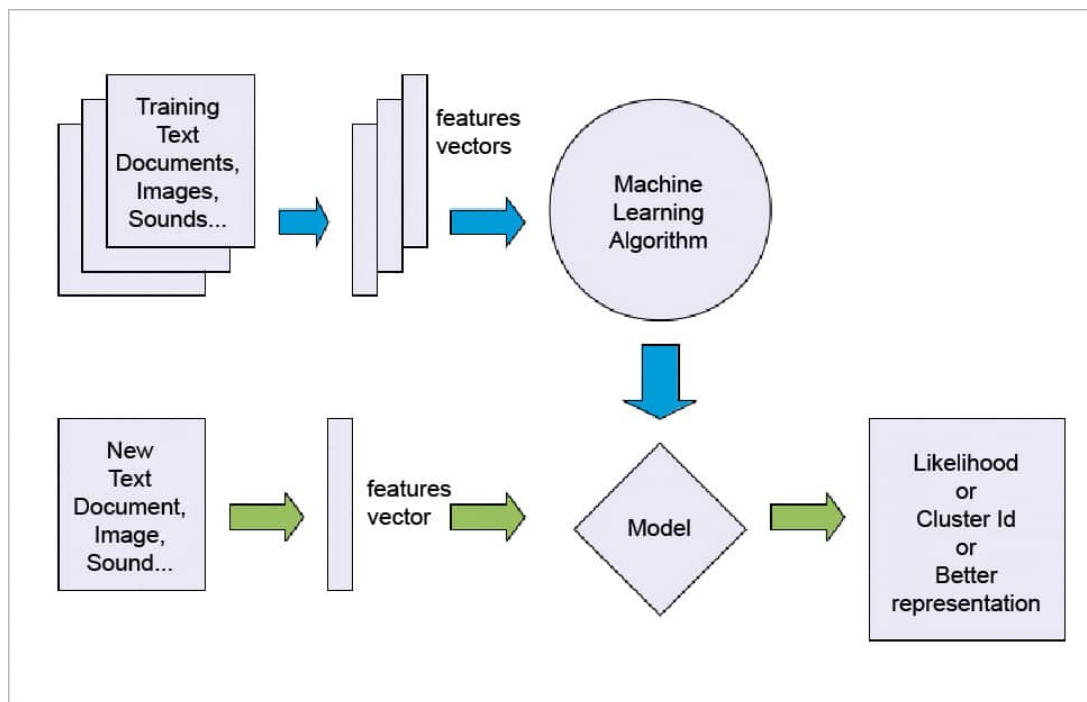 Training
Text
Documents,
Images,
Sounds...
features
vectors
Machine
Learning
Algorithm
New
Text
Document,
Image,
Sound...
features
vector
Model
Likelihood
or
Cluster Id
or
Better
representation